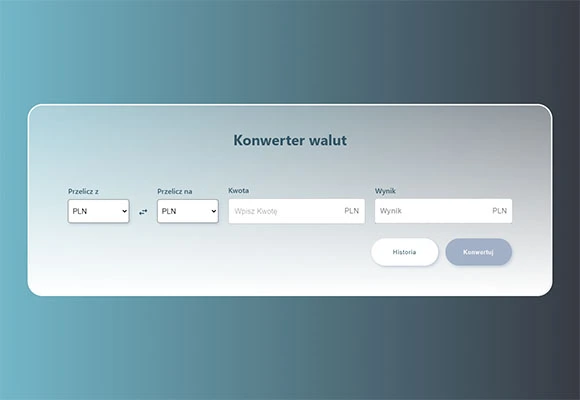 Konwerter walut
Przelicz z
Przelicz na
Kwota
Wynik
PLN
PLN
Wpisz Kwotę PLN
Wynik PLN
Historia
Konwertuj